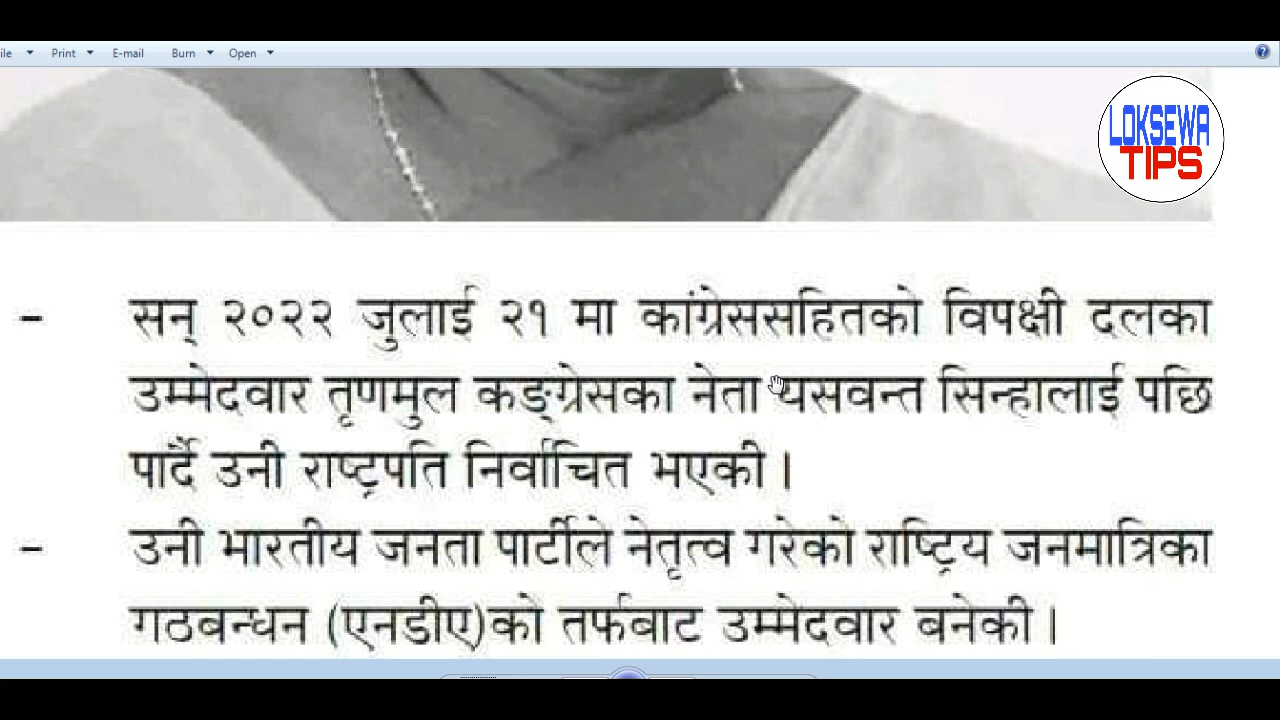 ile Print E-mail Burn Open
LOKSEWA
TIPS
- सन् २०२२ जुलाई २१ मा कांग्रेससहितको विपक्षी दलका
उम्मेदवार तृणमुल कङ्ग्रेसका नेता यसवन्त सिन्हालाई पछि
पार्दै उनी राष्ट्रपति निर्वाचित भएकी ।
- उनी भारतीय जनता पार्टीले नेतृत्व गरेको राष्ट्रिय जनमात्रिका
गठबन्धन (एनडीए)को तर्फबाट उम्मेदवार बनेकी ।